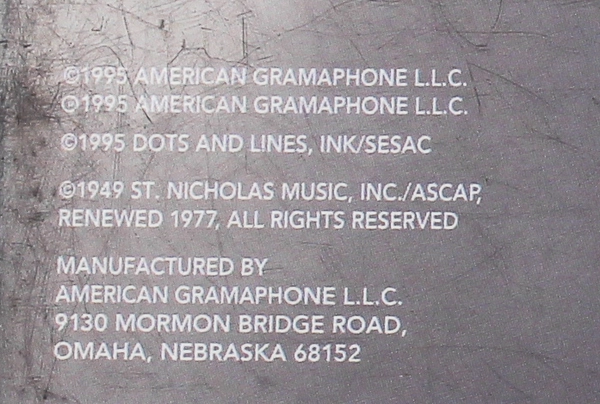 ©1995 AMERICAN GRAMAPHONE L.L.C.
℗1995 AMERICAN GRAMAPHONE L.L.C.
©1995 DOTS AND LINES, INK/SESAC
©1949 ST. NICHOLAS MUSIC, INC./ASCAP,
RENEWED 1977, ALL RIGHTS RESERVED
MANUFACTURED BY
AMERICAN GRAMAPHONE L.L.C.
9130 MORMON BRIDGE ROAD,
OMAHA, NEBRASKA 68152